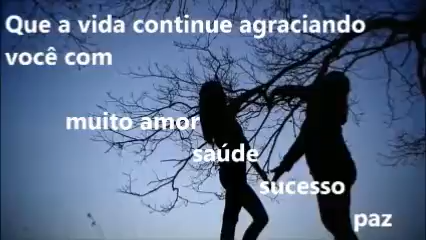 Que a vida continue agraciando
você com
muito amor
saúde
sucesso
paz